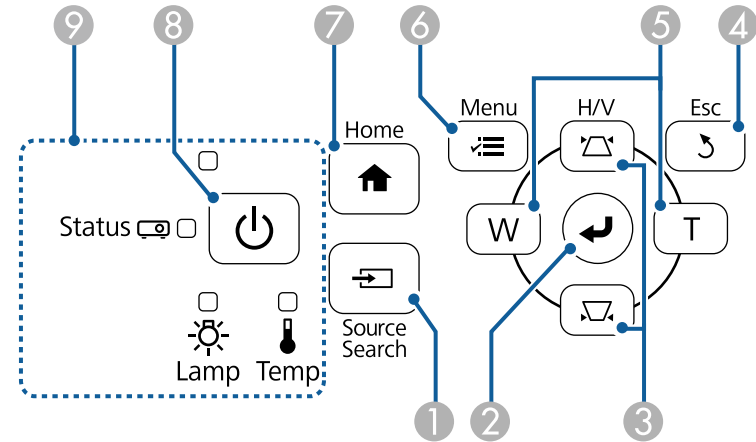 9 8 7 6 5 4
Menu H/V Esc
Home
Status W T
Source
Search
Lamp Temp
1 2 3